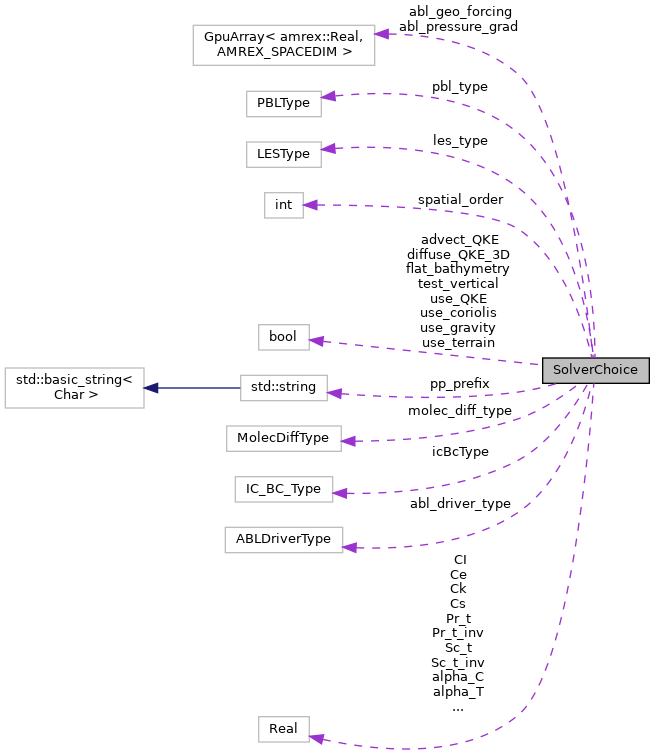 abl_geo_forcing
abl_pressure_grad
GpuArray< amrex::Real,
AMREX_SPACEDIM >
pbl_type
PBLType
les_type
LESType
spatial_order
int
advect_QKE
diffuse_QKE_3D
flat_bathymetry
test_vertical
use_QKE
use_coriolis
use_gravity
use_terrain
bool
SolverChoice
std::basic_string<
Char >
std::string
pp_prefix
molec_diff_type
MolecDiffType
icBcType
IC_BC_Type
abl_driver_type
ABLDriverType
CI
Ce
Ck
Cs
Pr_t
Pr_t_inv
Sc_t
Sc_t_inv
alpha_C
alpha_T
...
Real